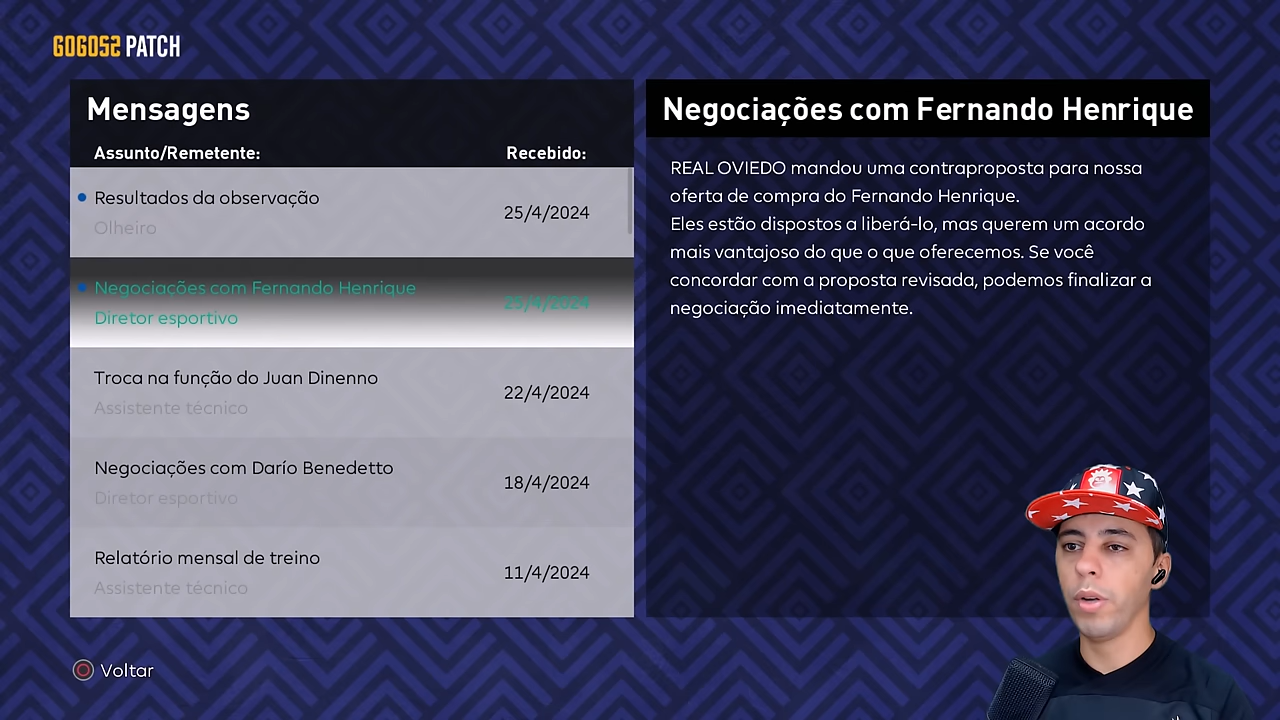 GOGO52 PATCH
Mensagens
Assunto/Remetente: Recebido:
Resultados da observação
Olheiro
25/4/2024
Negociações com Fernando Henrique
Diretor esportivo
25/4/2024
Troca na função do Juan Dinenno
Assistente técnico
22/4/2024
Negociações com Darío Benedetto
Diretor esportivo
18/4/2024
Relatório mensal de treino
Assistente técnico
11/4/2024
Negociações com Fernando Henrique
REAL OVIEDO mandou uma contraproposta para nossa
oferta de compra do Fernando Henrique.
Eles estão dispostos a liberá-lo, mas querem um acordo
mais vantajoso do que o que oferecemos. Se você
concordar com a proposta revisada, podemos finalizar a
negociação imediatamente.
Voltar